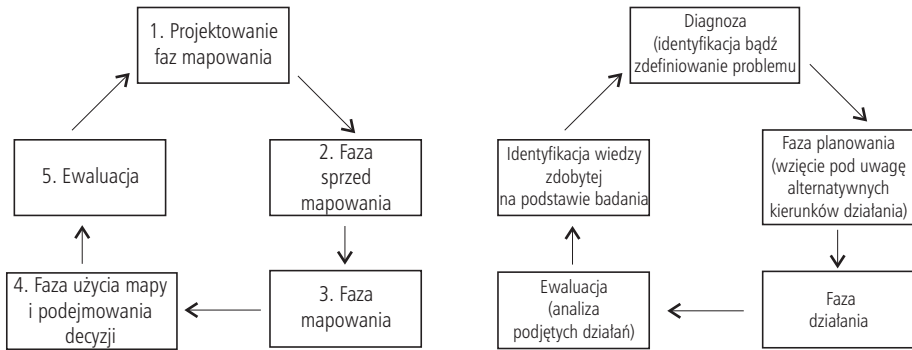 1. Projektowanie
faz mapowania
2. Faza
sprzed
mapowania
3. Faza
mapowania
4. Faza użycia mapy
i podejmowania
decyzji
5. Ewaluacja
Diagnoza
(identyfikacja bądź
zdefiniowanie problemu
Faza planowania
(wzięcie pod uwagę
alternatywnych
kierunków działania)
Faza
działania
Ewaluacja
(analiza
podjętych działań)
Identyfikacja wiedzy
zdobytej
na podstawie badania